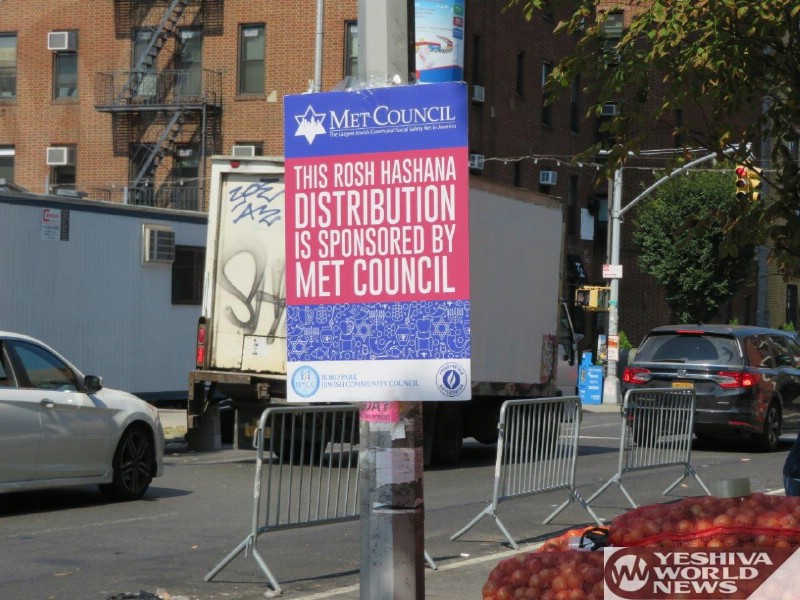 MET COUNCIL
The Largest Jewish Communal Social Safety Net in America
THIS ROSH HASHANA
DISTRIBUTION
IS SPONSORED BY
MET COUNCIL
BPJCC
BORO PARK
JEWISH COMMUNITY COUNCIL
YESHIVA
WORLD
NEWS